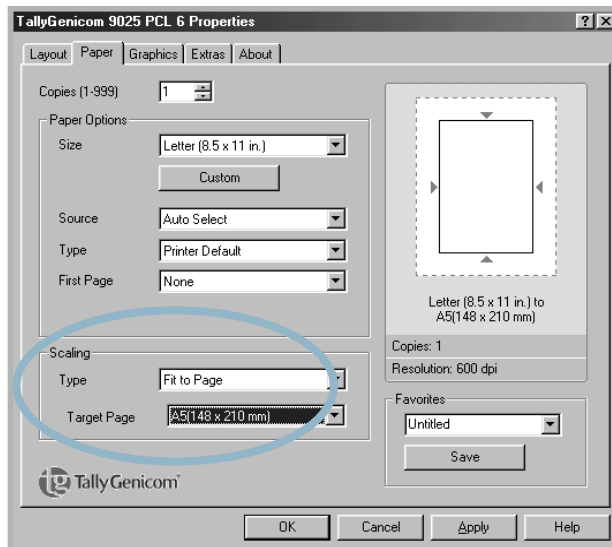 TallyGenicom 9025 PCL 6 Properties
Layout Paper Graphics Extras About
Copies (1-999) 1
Paper Options
Size Letter (8.5 x 11 in.)
Custom
Source Auto Select
Type Printer Default
First Page None
Scaling
Type Fit to Page
Target Page A5(148 x 210 mm)
TallyGenicom
Letter (8.5 x 11 in.) to
A5(148 x 210 mm)
Copies: 1
Resolution: 600 dpi
Favorites
Untitled
Save
OK Cancel Apply Help